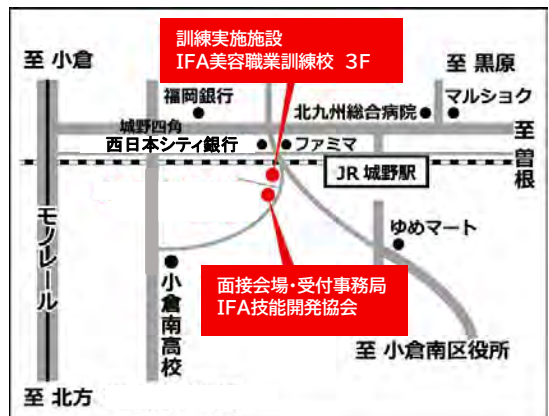 訓練実施施設
IFA美容職業訓練校 3F
至 小倉
至 黒原
福岡銀行
北九州総合病院
マルショク
城野四角
至 曽根
西日本シティ銀行
ファミマ
JR 城野駅
モノレール
ゆめマート
小倉南高校
面接会場・受付事務局
IFA技能開発協会
至 小倉南区役所
至 北方